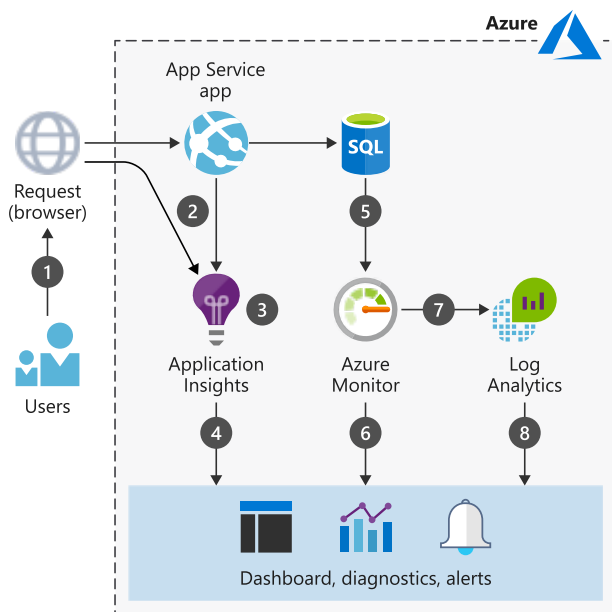 Azure
App Service
app
SQL
Request
(browser)
2
5
1
3
7
Application
Insights
Azure
Monitor
Log
Analytics
Users
4
6
8
Dashboard, diagnostics, alerts